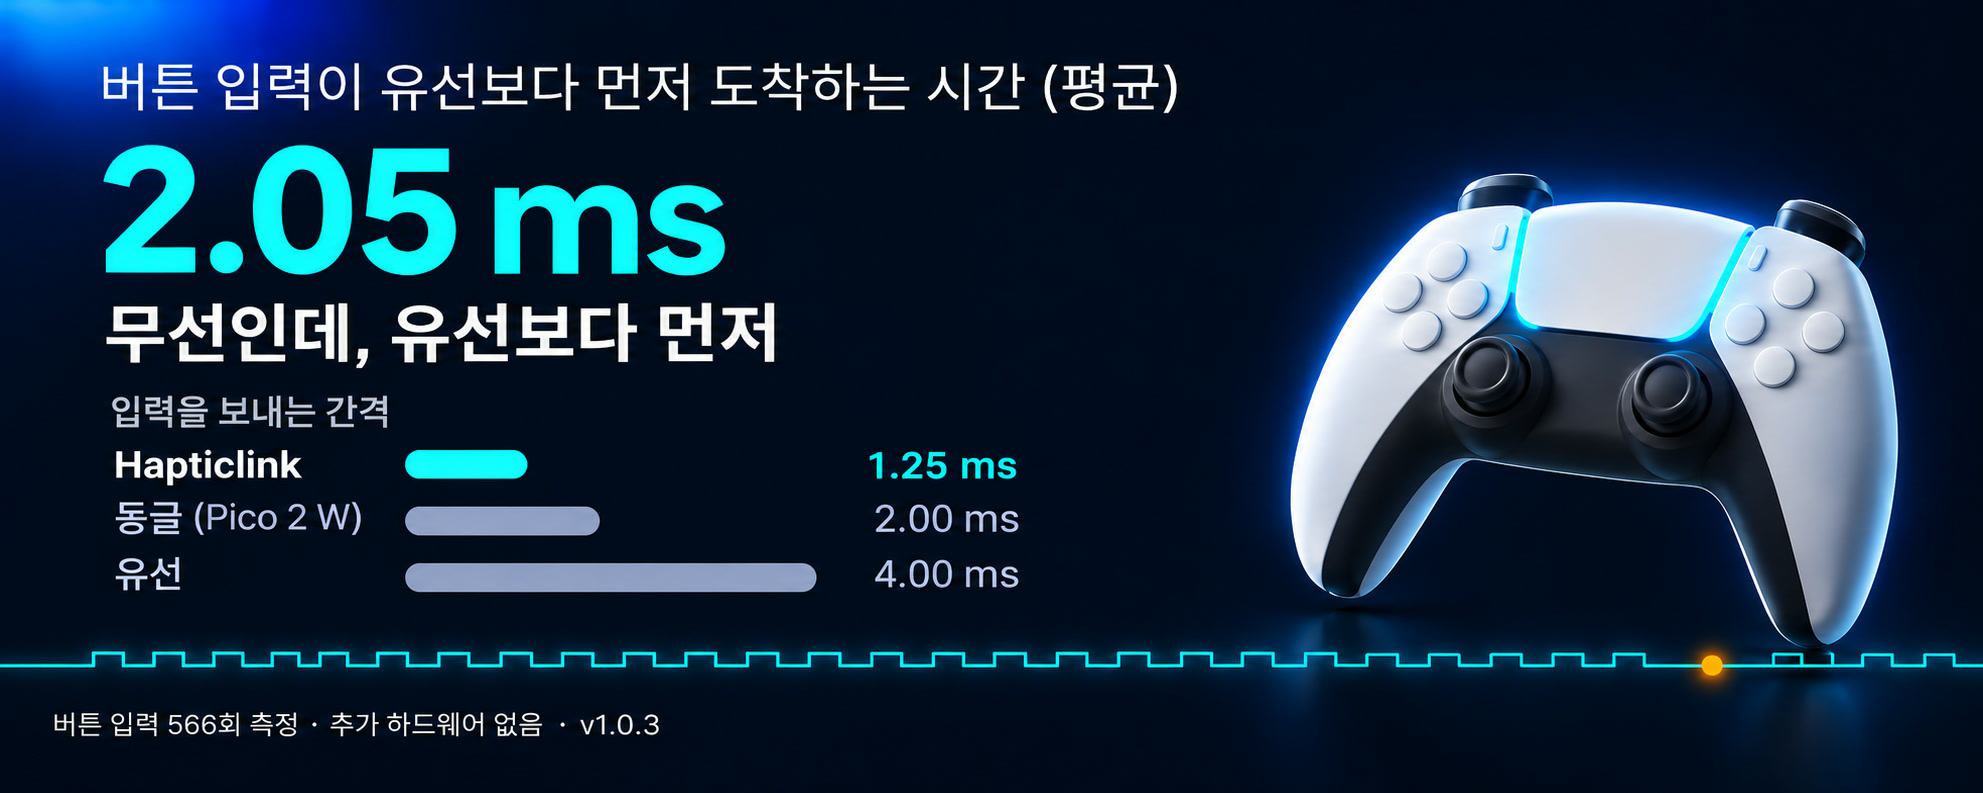 버튼 입력이 유선보다 먼저 도착하는 시간 (평균)
2.05 ms
무선인데, 유선보다 먼저
입력을 보내는 간격
Hapticlink 1.25 ms
동글 (Pico 2 W) 2.00 ms
유선 4.00 ms
버튼 입력 566회 측정 · 추가 하드웨어 없음 · v1.0.3